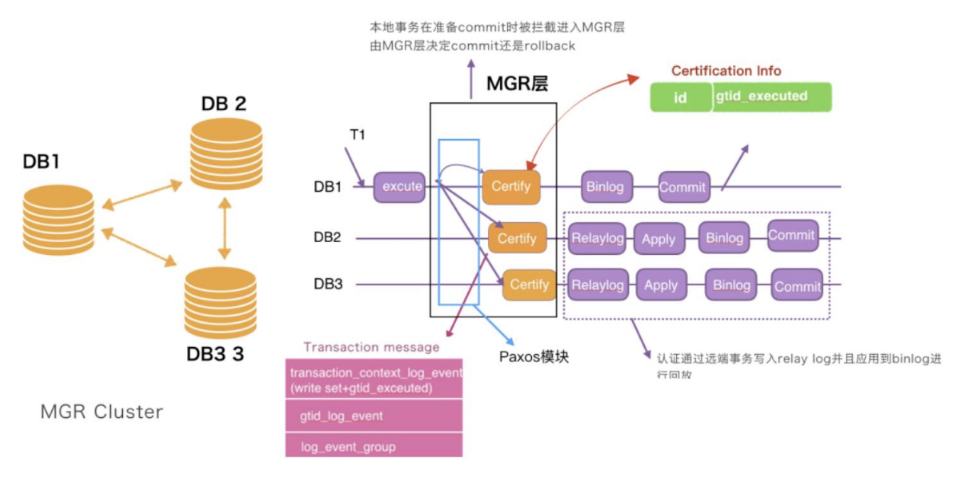 本地事务在准备commit时被拦截进入MGR层
由MGR层决定commit还是rollback
MGR层
Certification Info
id
gtid_executed
DB 2
DB1
DB3 3
MGR Cluster
T1
DB1
excute
Certify
Binlog
Commit
DB2
Certify
Relaylog
Apply
Binlog
Commit
DB3
Certify
Relaylog
Apply
Binlog
Commit
Transaction message
transaction_context_log_event
(write set+gtid_exceuted)
gtid_log_event
log_event_group
Paxos模块
认证通过远端事务写入relay log并且应用到binlog进
行回放